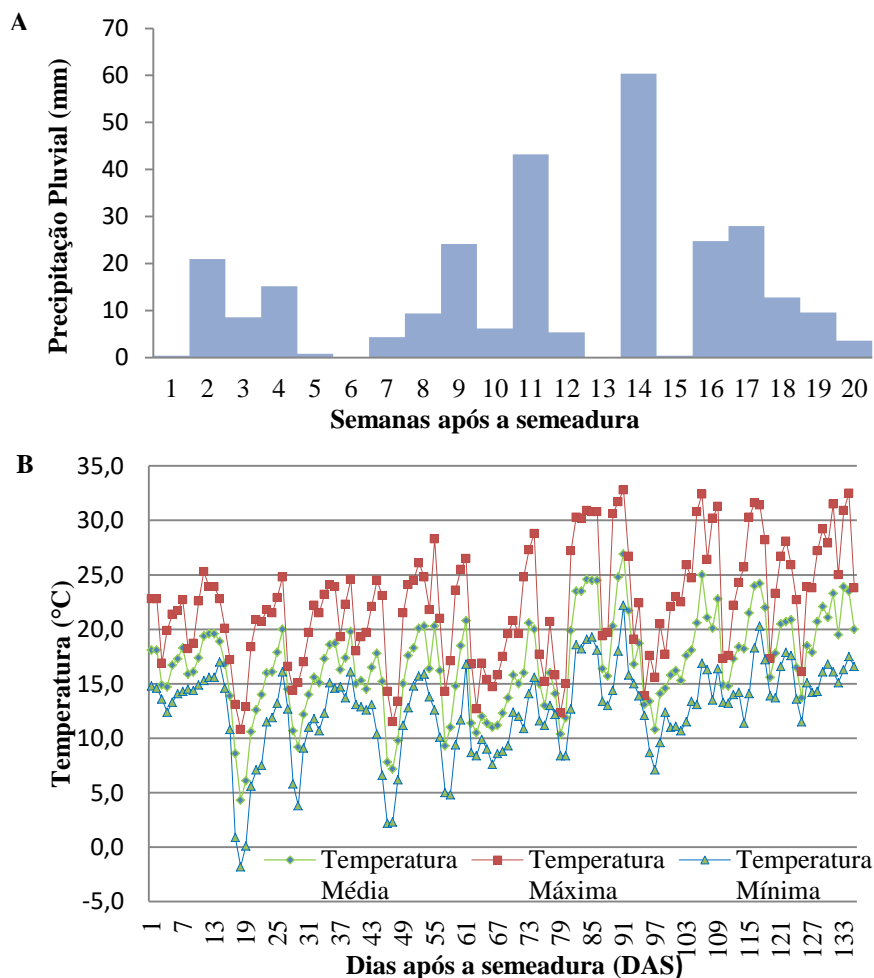 A
Precipitação Pluvial (mm)
70
60
50
40
30
20
10
0
1 2 3 4 5 6 7 8 9 10 11 12 13 14 15 16 17 18 19 20
Semanas após a semeadura
B
Temperatura (°C)
35,0
30,0
25,0
20,0
15,0
10,0
5,0
0,0
-5,0
Temperatura Média
Temperatura Máxima
Temperatura Mínima
1 7 13 19 25 31 37 43 49 55 61 67 73 79 85 91 97 103 109 115 121 127 133
Dias após a semeadura (DAS)